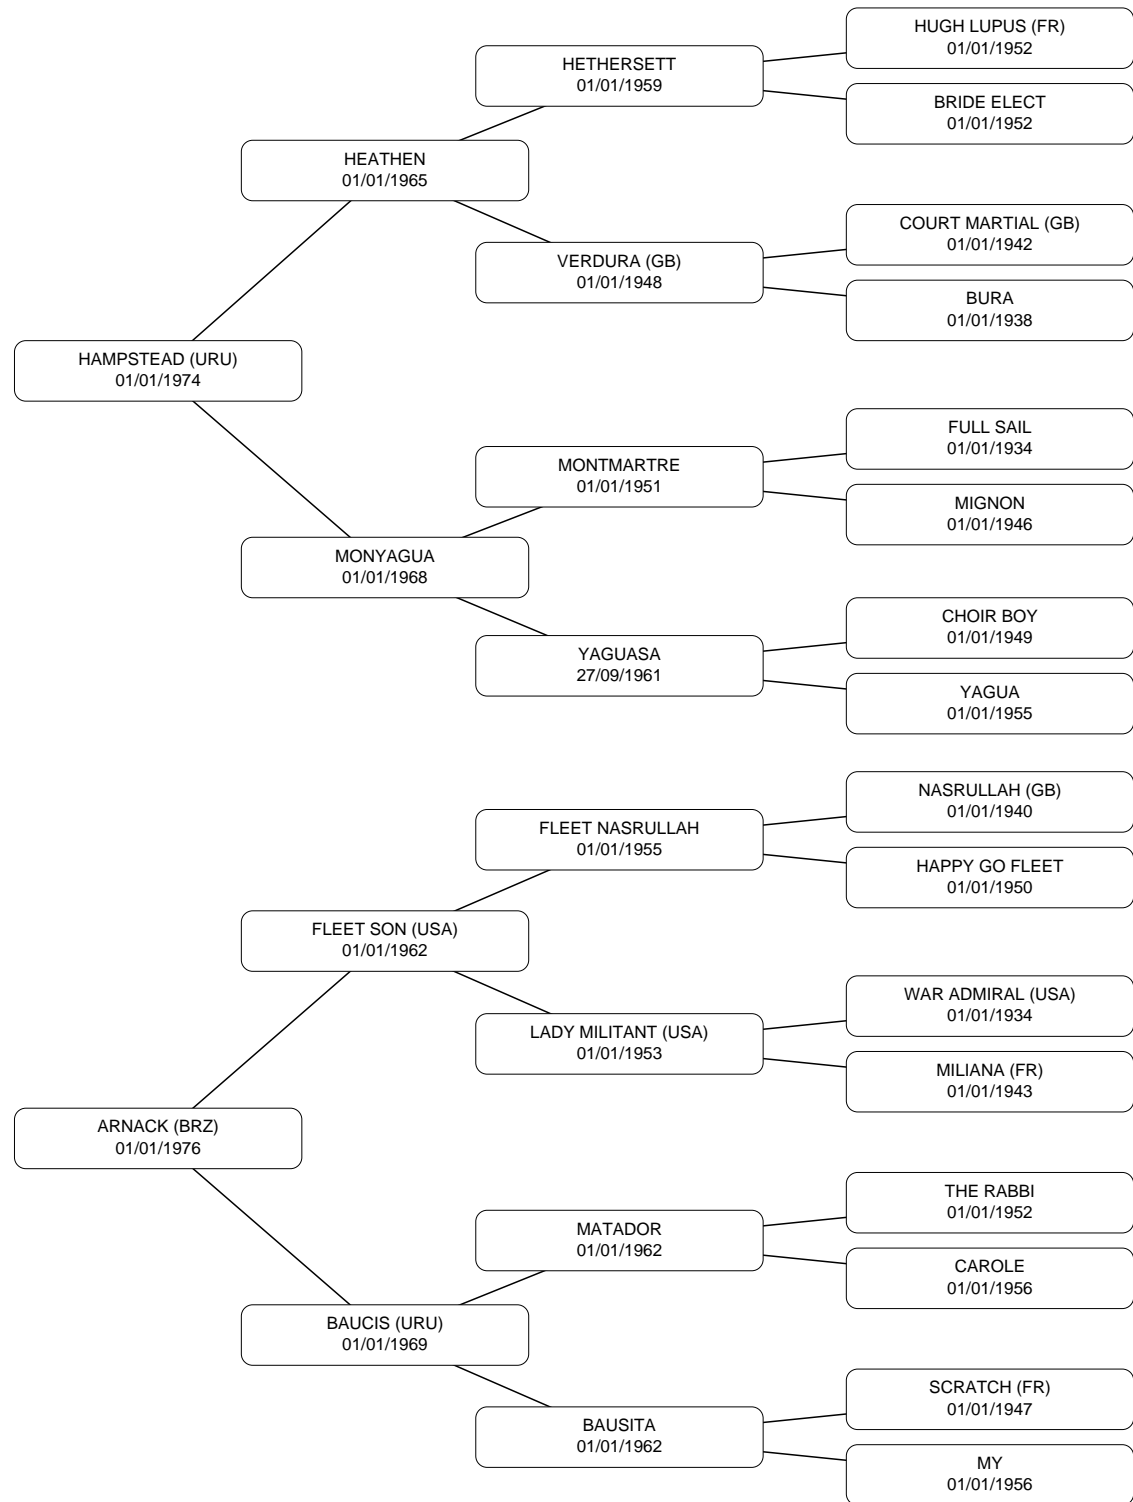 HUGH LUPUS (FR)
01/01/1952
HETHERSETT
01/01/1959
BRIDE ELECT
01/01/1952
HEATHEN
01/01/1965
COURT MARTIAL (GB)
01/01/1942
VERDURA (GB)
01/01/1948
BURA
01/01/1938
HAMPSTEAD (URU)
01/01/1974
FULL SAIL
01/01/1934
MONTMARTRE
01/01/1951
MIGNON
01/01/1946
MONYAGUA
01/01/1968
CHOIR BOY
01/01/1949
YAGUASA
27/09/1961
YAGUA
01/01/1955
NASRULLAH (GB)
01/01/1940
FLEET NASRULLAH
01/01/1955
HAPPY GO FLEET
01/01/1950
FLEET SON (USA)
01/01/1962
WAR ADMIRAL (USA)
01/01/1934
LADY MILITANT (USA)
01/01/1953
MILIANA (FR)
01/01/1943
ARNACK (BRZ)
01/01/1976
THE RABBI
01/01/1952
MATADOR
01/01/1962
CAROLE
01/01/1956
BAUCIS (URU)
01/01/1969
SCRATCH (FR)
01/01/1947
BAUSITA
01/01/1962
MY
01/01/1956